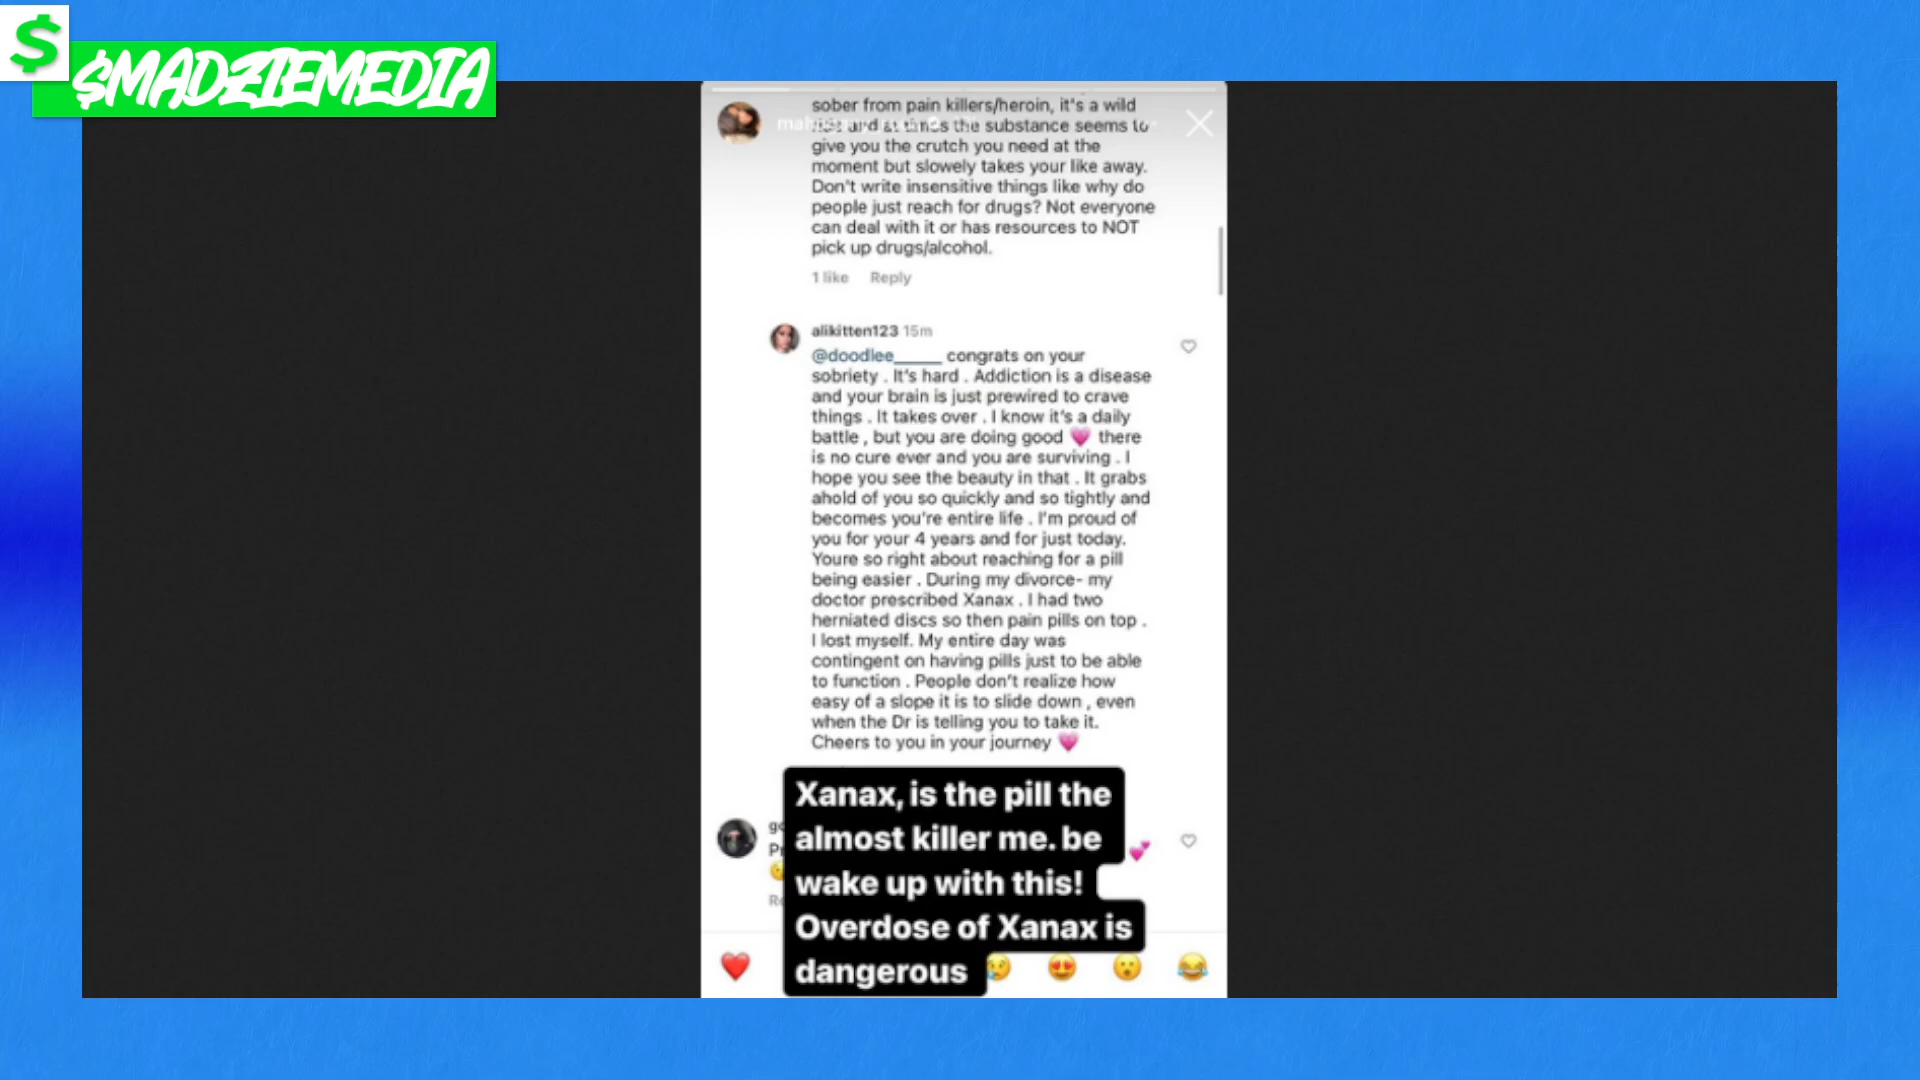 $
$MADZIEMEDIA
sober from pain killers/heroin, it's a wild
and at times the substance seems to
give you the crutch you need at the
moment but slowely takes your like away.
Don't write insensitive things like why do
people just reach for drugs? Not everyone
can deal with it or has resources to NOT
pick up drugs/alcohol.
1 like Reply
alikitten123 15m
@doodlee_____ congrats on your
sobriety . It's hard . Addiction is a disease
and your brain is just prewired to crave
things . It takes over . I know it's a daily
battle , but you are doing good 💗 there
is no cure ever and you are surviving . I
hope you see the beauty in that . It grabs
ahold of you so quickly and so tightly and
becomes you're entire life . I'm proud of
you for your 4 years and for just today.
Youre so right about reaching for a pill
being easier . During my divorce- my
doctor prescribed Xanax . I had two
herniated discs so then pain pills on top .
I lost myself. My entire day was
contingent on having pills just to be able
to function . People don't realize how
easy of a slope it is to slide down , even
when the Dr is telling you to take it.
Cheers to you in your journey 💗
Xanax, is the pill the
almost killer me. be
wake up with this!
Overdose of Xanax is
dangerous